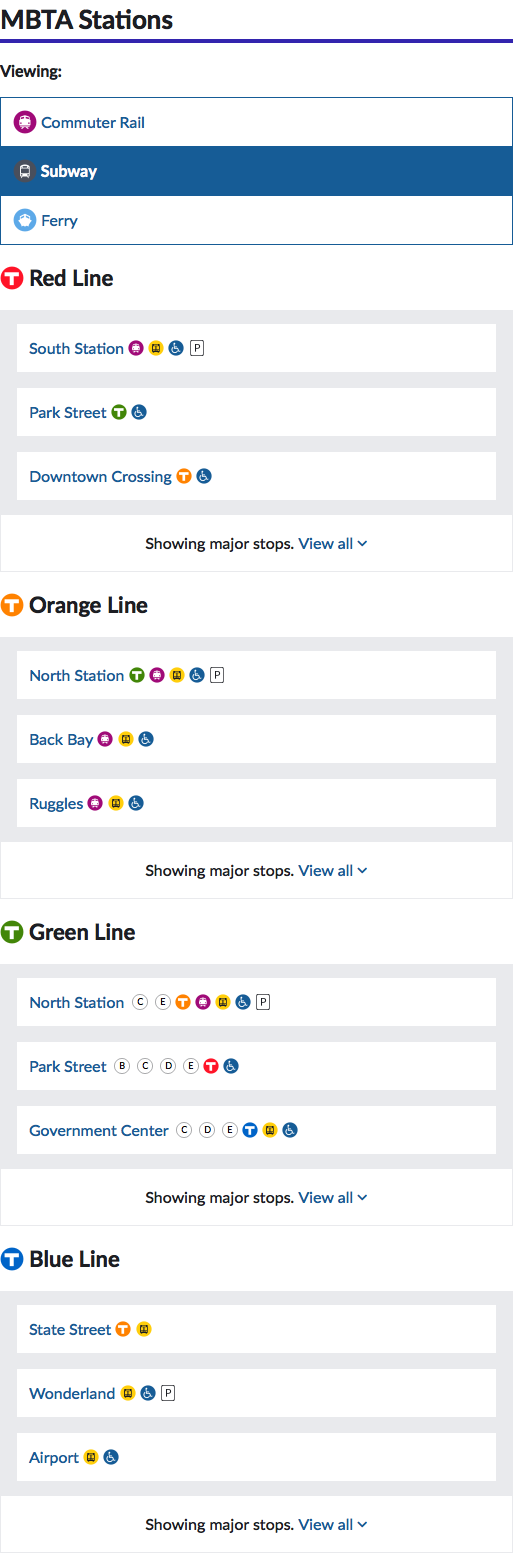 MBTA Stations
Viewing:
Commuter Rail
Subway
Ferry
T Red Line
South Station P
Park Street T
Downtown Crossing T
Showing major stops. View all
T Orange Line
North Station T P
Back Bay
Ruggles
Showing major stops. View all
T Green Line
North Station C E T P
Park Street B C D E T
Government Center C D E T
Showing major stops. View all
T Blue Line
State Street T
Wonderland P
Airport
Showing major stops. View all